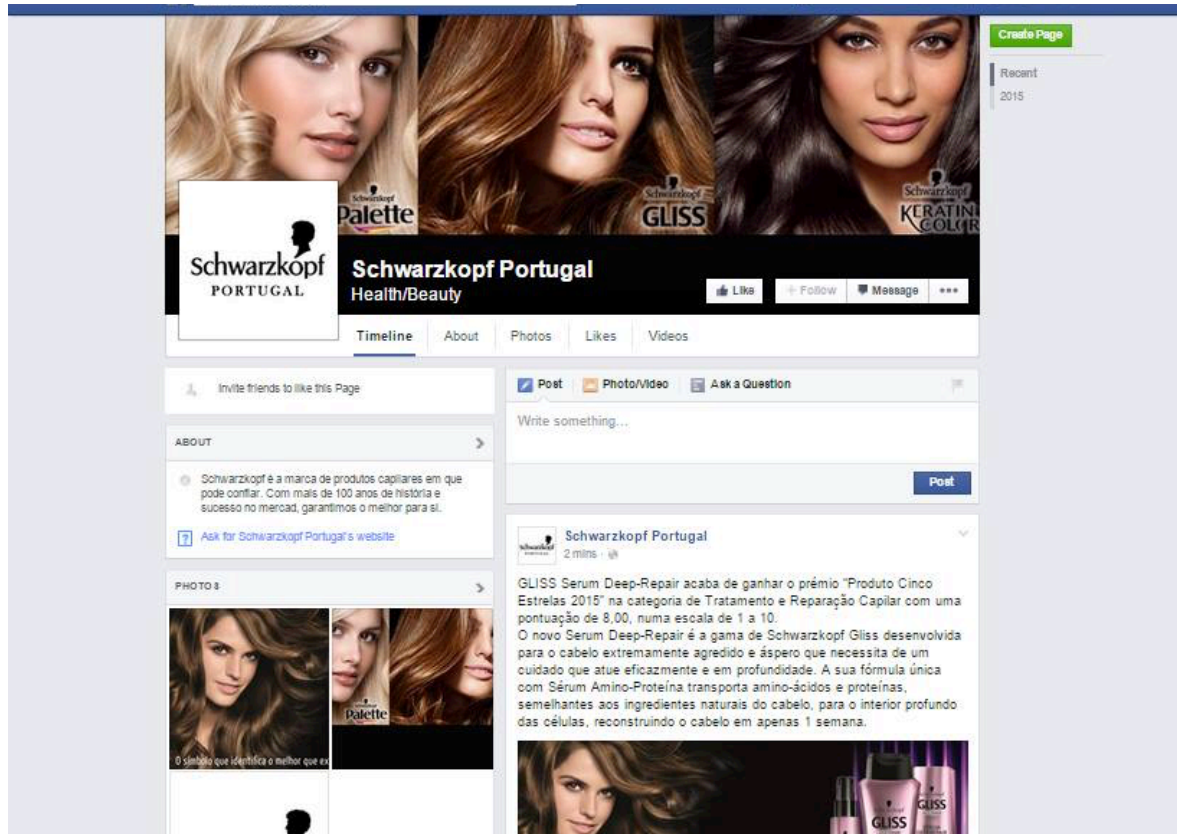 Create Page
Recent
2015
Schwarzkopf
Palette
Schwarzkopf
GLISS
Schwarzkopf
KERATIN
COLOR
Schwarzkopf
PORTUGAL
Schwarzkopf Portugal
Health/Beauty
Like
+ Follow
Message
Timeline About Photos Likes Videos
Invite friends to like this Page
ABOUT
Schwarzkopf é a marca de produtos capilares em que
pode confiar. Com mais de 100 anos de história e
sucesso no mercad, garantimos o melhor para si.
? Ask for Schwarzkopf Portugal's website
PHOTOS
Palette
O símbolo que identifica o melhor que ex
Post Photo/Video Ask a Question
Write something...
Post
Schwarzkopf Portugal
2 mins
GLISS Serum Deep-Repair acaba de ganhar o prémio "Produto Cinco
Estrelas 2015" na categoria de Tratamento e Reparação Capilar com uma
pontuação de 8,00, numa escala de 1 a 10.
O novo Serum Deep-Repair é a gama de Schwarzkopf Gliss desenvolvida
para o cabelo extremamente agredido e áspero que necessita de um
cuidado que atue eficazmente e em profundidade. A sua fórmula única
com Sérum Amino-Proteína transporta amino-ácidos e proteínas,
semelhantes aos ingredientes naturais do cabelo, para o interior profundo
das células, reconstruindo o cabelo em apenas 1 semana.
GLISS
GLISS